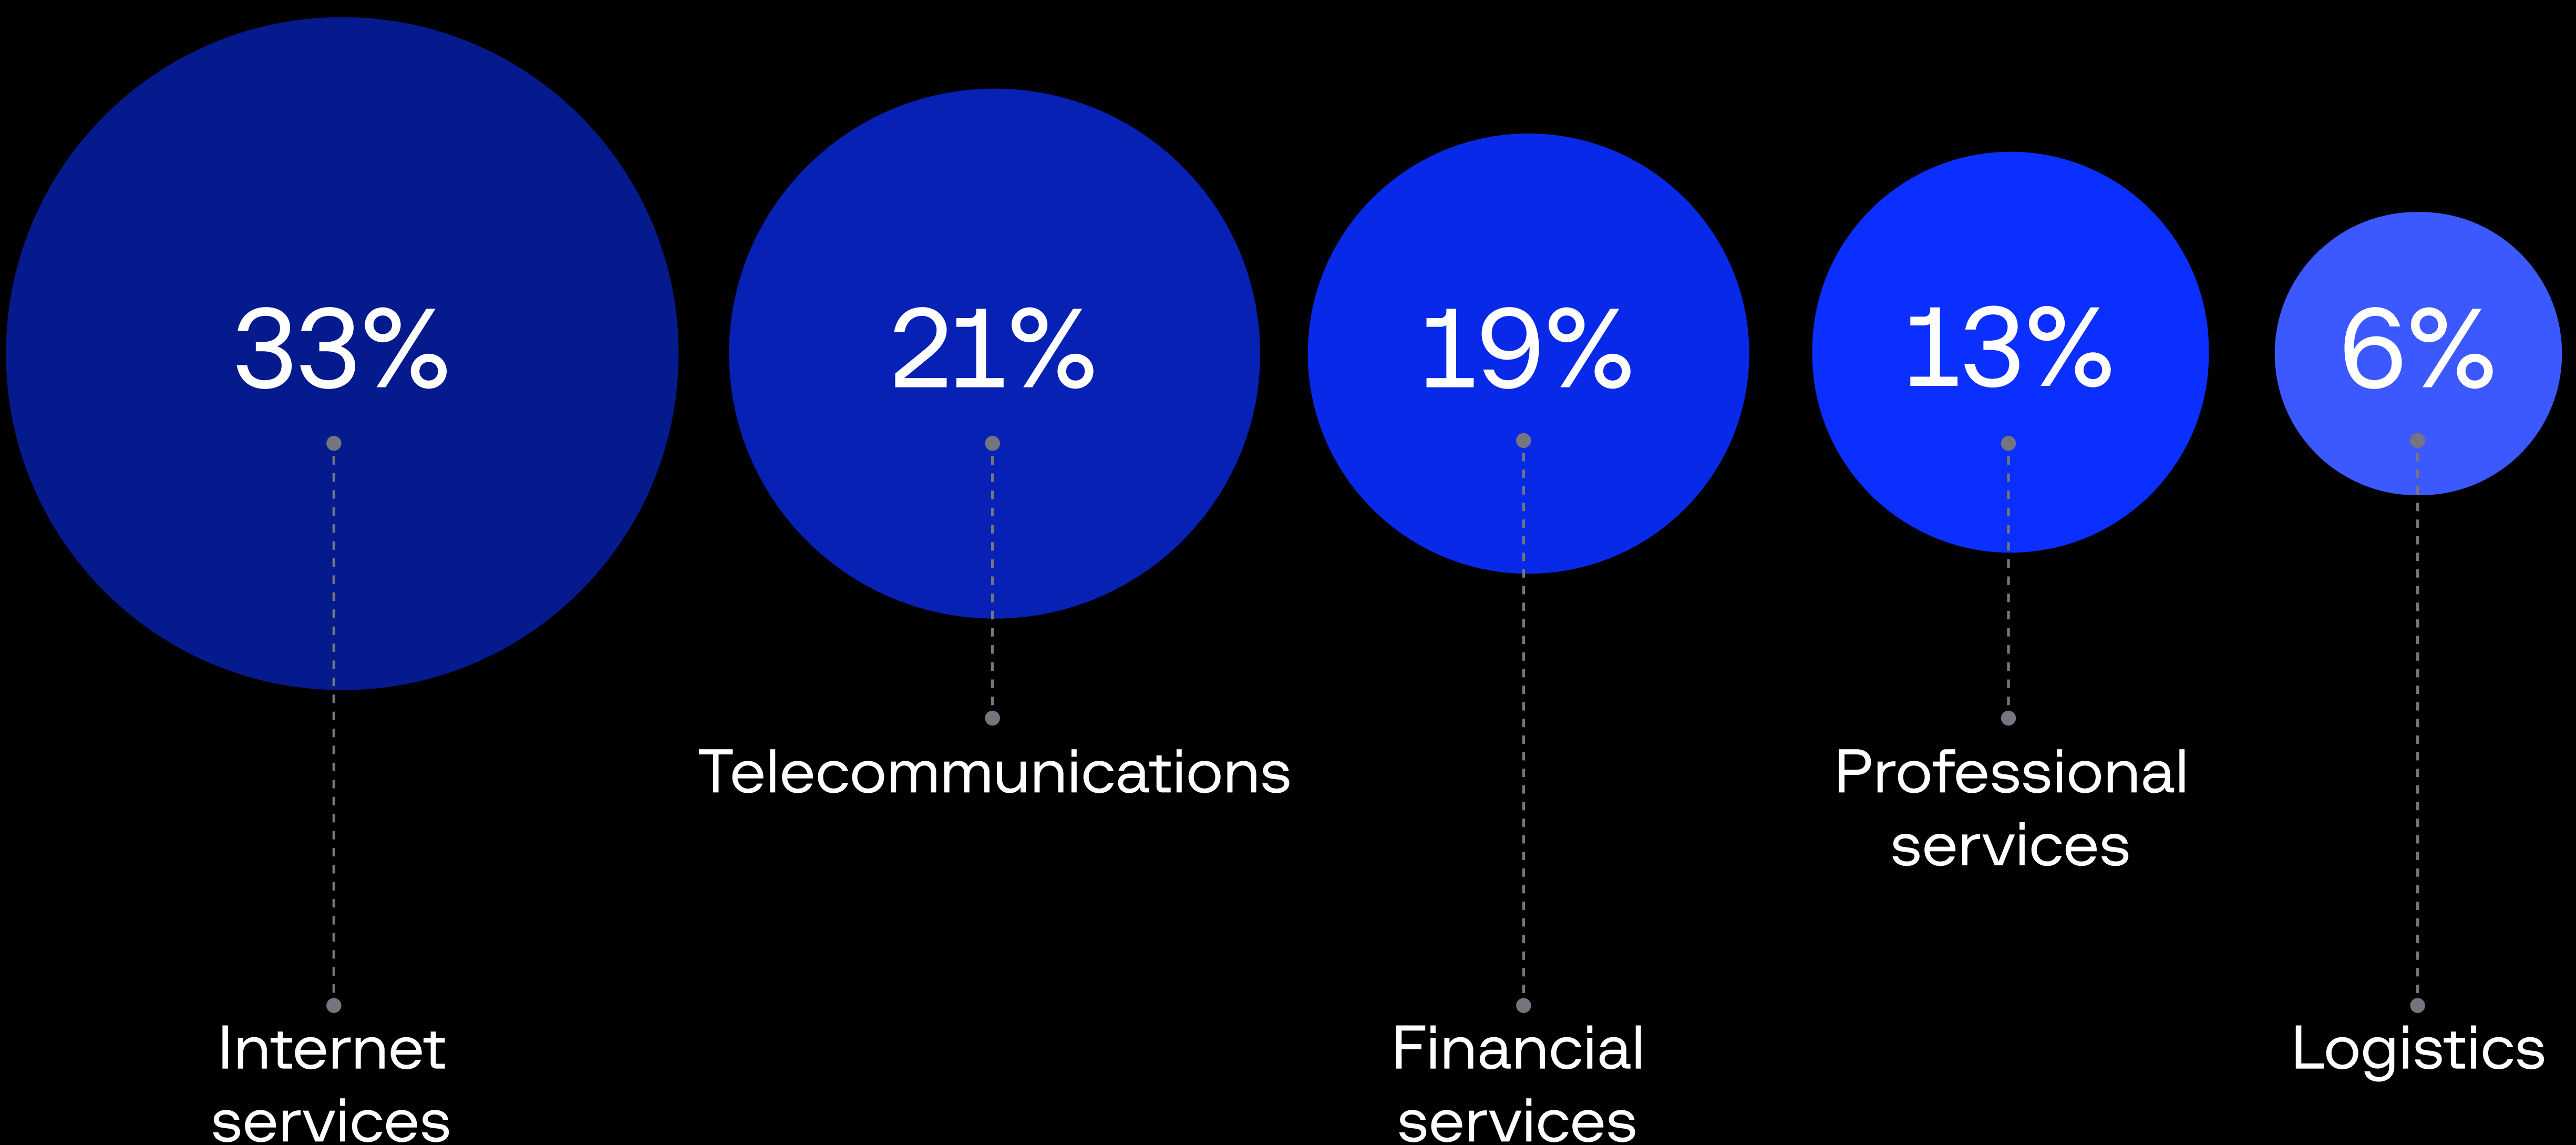 33%
21%
19%
13%
6%
Telecommunications
Professional
services
Internet
services
Financial
services
Logistics